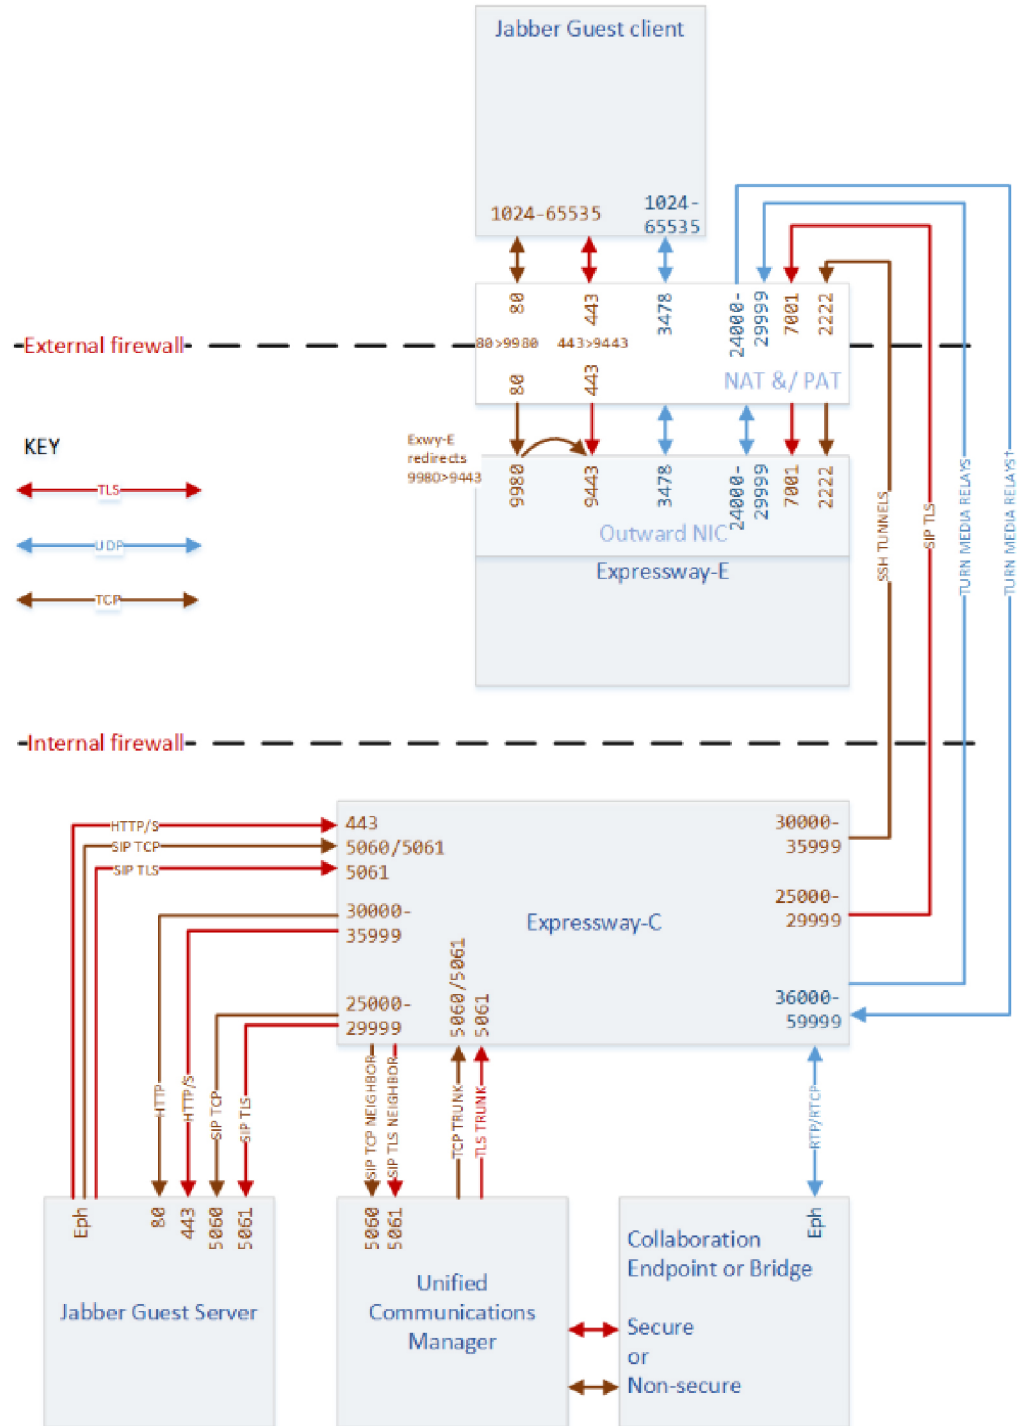 Jabber Guest client
1024-65535
1024-
65535
80
443
3478
24000-
29999
7001
2222
External firewall
80>9980
443>9443
80
443
NAT &/ PAT
KEY
TLS
UDP
TCP
Exwy-E
redirects
9980>9443
9980
9443
3478
24000-
29999
7001
2222
Outward NIC
Expressway-E
SSH TUNNELS
SIP TLS
TURN MEDIA RELAYS
TURN MEDIA RELAYS†
Internal firewall
HTTP/S
SIP TCP
SIP TLS
443
5060/5061
5061
30000-
35999
25000-
29999
5060/5061
5061
Expressway-C
30000-
35999
25000-
29999
36000-
59999
HTTP
HTTP/S
SIP TCP
SIP TLS
SIP TCP NEIGHBOR
SIP TLS NEIGHBOR
TCP TRUNK
TLS TRUNK
RTP/RTCP
Eph
80
443
5060
5061
Jabber Guest Server
5060
5061
Unified
Communications
Manager
Eph
Collaboration
Endpoint or Bridge
Secure
or
Non-secure